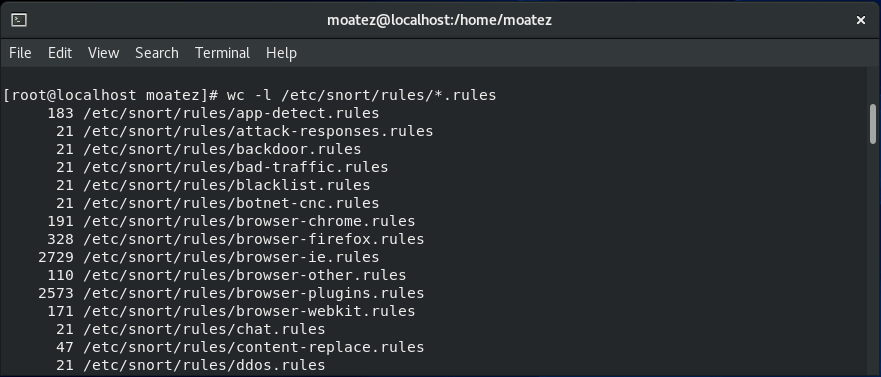 moatez@localhost:/home/moatez
File Edit View Search Terminal Help
[root@localhost moatez]# wc -l /etc/snort/rules/*.rules
183 /etc/snort/rules/app-detect.rules
21 /etc/snort/rules/attack-responses.rules
21 /etc/snort/rules/backdoor.rules
21 /etc/snort/rules/bad-traffic.rules
21 /etc/snort/rules/blacklist.rules
21 /etc/snort/rules/botnet-cnc.rules
191 /etc/snort/rules/browser-chrome.rules
328 /etc/snort/rules/browser-firefox.rules
2729 /etc/snort/rules/browser-ie.rules
110 /etc/snort/rules/browser-other.rules
2573 /etc/snort/rules/browser-plugins.rules
171 /etc/snort/rules/browser-webkit.rules
21 /etc/snort/rules/chat.rules
47 /etc/snort/rules/content-replace.rules
21 /etc/snort/rules/ddos.rules